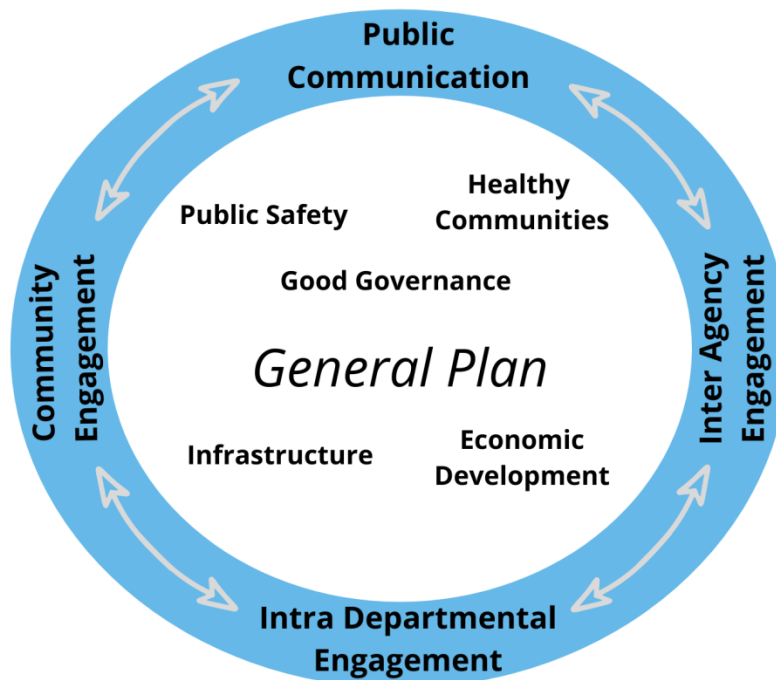 Public
Communication
Healthy
Communities
Public Safety
Good Governance
Community
Engagement
Inter Agency
Engagement
General Plan
Infrastructure
Economic
Development
Intra Departmental
Engagement